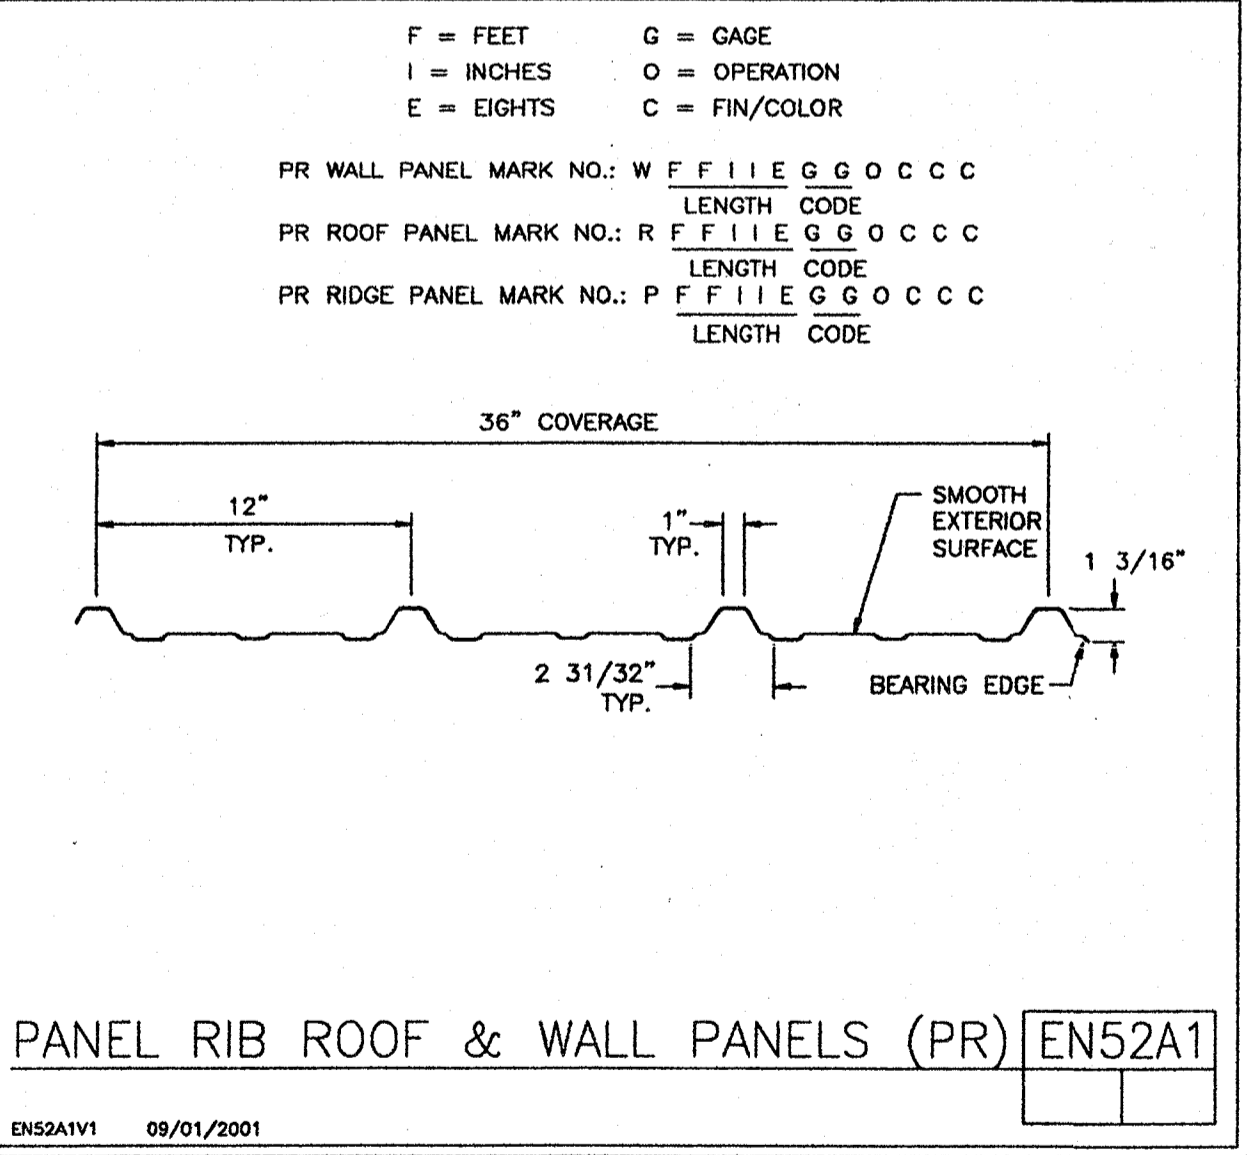 F = FEET G = GAGE
I = INCHES O = OPERATION
E = EIGHTS C = FIN/COLOR
PR WALL PANEL MARK NO.: W F F I I E G G O C C C
LENGTH CODE
PR ROOF PANEL MARK NO.: R F F I I E G G O C C C
LENGTH CODE
PR RIDGE PANEL MARK NO.: P F F I I E G G O C C C
LENGTH CODE
36" COVERAGE
12"
TYP.
1"
TYP.
SMOOTH
EXTERIOR
SURFACE
1 3/16"
2 31/32"
TYP.
BEARING EDGE
PANEL RIB ROOF & WALL PANELS (PR) EN52A1
EN52A1V1 09/01/2001